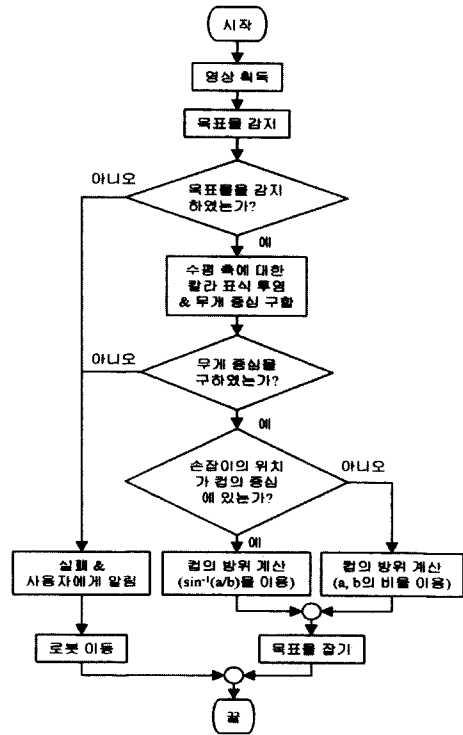 시작
영상 획득
목표물 감지
아니오
목표물을 감지
하였는가?
예
수평 축에 대한
칼라 표식 투영
& 무게 중심 구함
아니오
무게 중심을
구하였는가?
예
손잡이의 위치
가 컵의 중심
에 있는가?
아니오
예
실패 &
사용자에게 알림
컵의 방위 계산
(sin⁻¹(a/b)를 이용)
컵의 방위 계산
(a, b의 비율 이용)
로봇 이동
목표물 잡기
끝